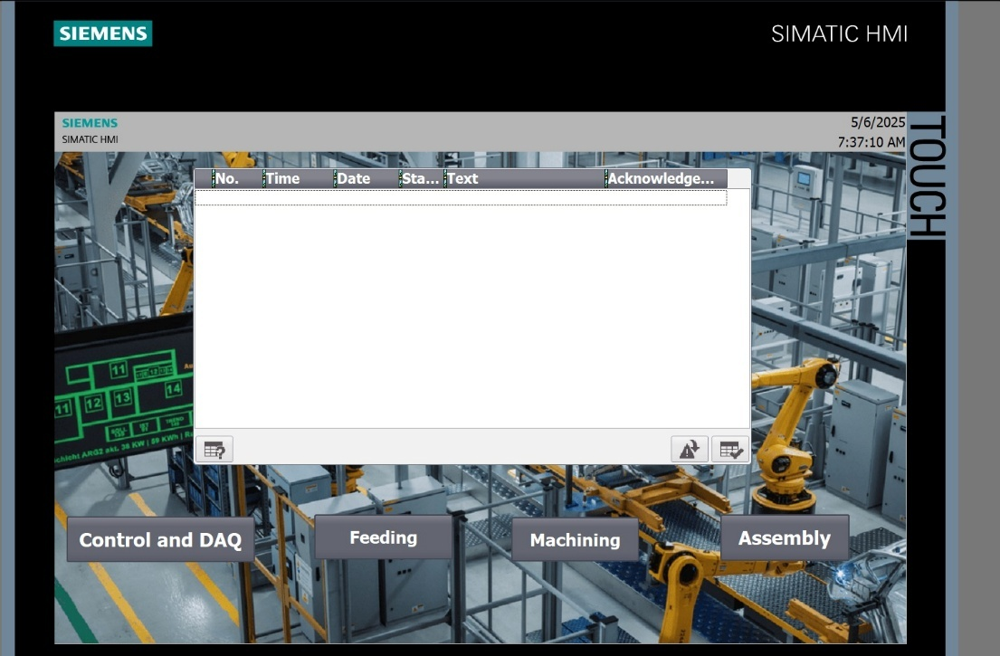 SIEMENS
SIMATIC HMI
SIEMENS
SIMATIC HMI
5/6/2025
7:37:10 AM
TOUCH
No. Time Date Sta... Text Acknowledge...
11
11 12 13 14
Control and DAQ
Feeding
Machining
Assembly